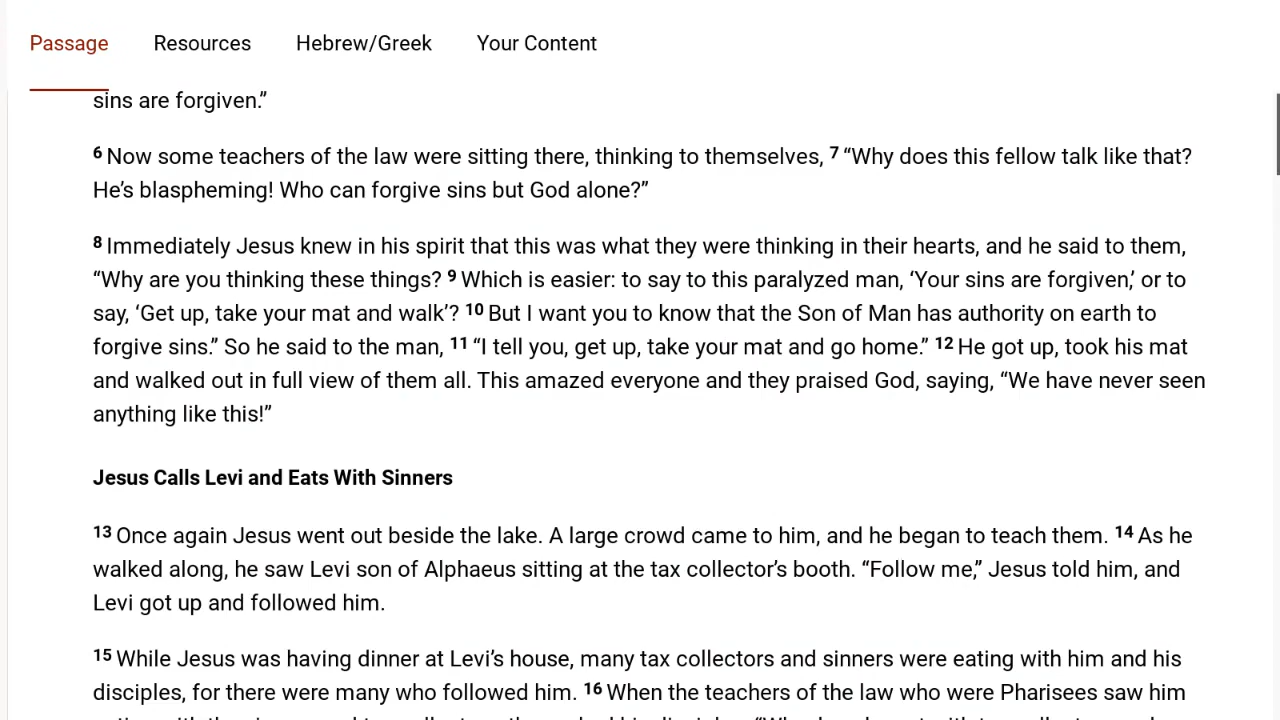 Passage Resources Hebrew/Greek Your Content
sins are forgiven.”
6 Now some teachers of the law were sitting there, thinking to themselves, 7 “Why does this fellow talk like that?
He’s blaspheming! Who can forgive sins but God alone?”
8 Immediately Jesus knew in his spirit that this was what they were thinking in their hearts, and he said to them,
“Why are you thinking these things? 9 Which is easier: to say to this paralyzed man, ‘Your sins are forgiven,’ or to
say, ‘Get up, take your mat and walk’? 10 But I want you to know that the Son of Man has authority on earth to
forgive sins.” So he said to the man, 11 “I tell you, get up, take your mat and go home.” 12 He got up, took his mat
and walked out in full view of them all. This amazed everyone and they praised God, saying, “We have never seen
anything like this!”
Jesus Calls Levi and Eats With Sinners
13 Once again Jesus went out beside the lake. A large crowd came to him, and he began to teach them. 14 As he
walked along, he saw Levi son of Alphaeus sitting at the tax collector’s booth. “Follow me,” Jesus told him, and
Levi got up and followed him.
15 While Jesus was having dinner at Levi’s house, many tax collectors and sinners were eating with him and his
disciples, for there were many who followed him. 16 When the teachers of the law who were Pharisees saw him